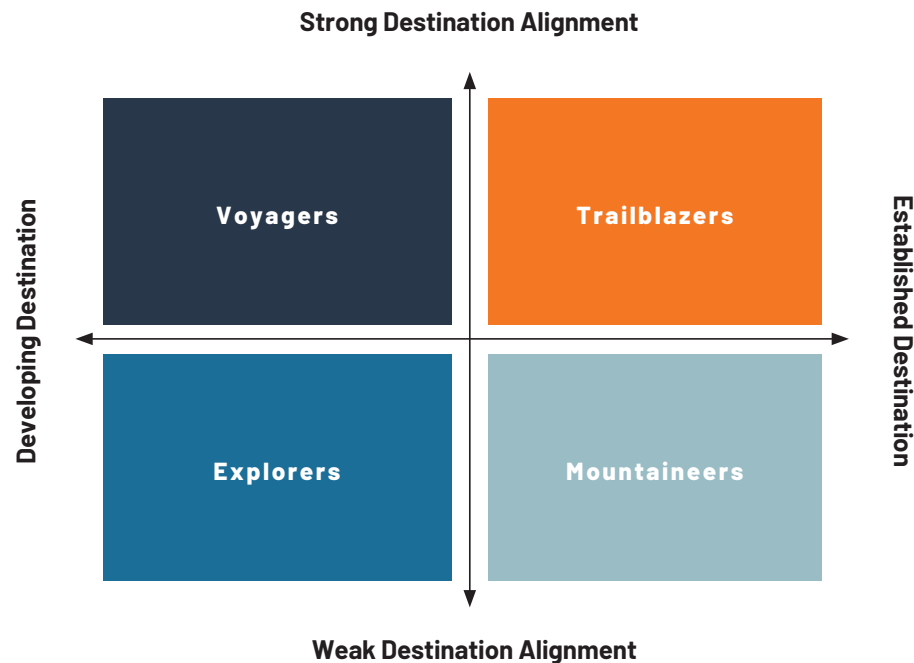 Strong Destination Alignment
Voyagers
Trailblazers
Developing Destination
Established Destination
Explorers
Mountaineers
Weak Destination Alignment